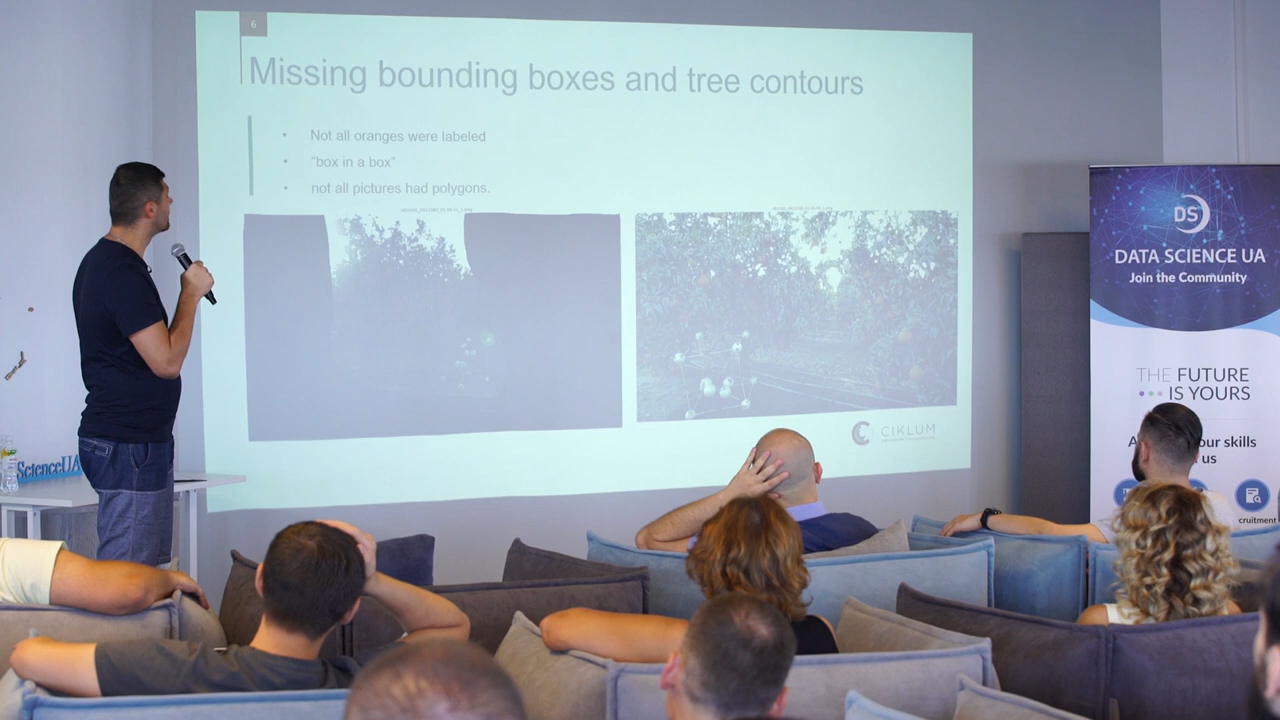 6
Missing bounding boxes and tree contours
• Not all oranges were labeled
• “box in a box”
• not all pictures had polygons.
CIKLUM
DS
DATA SCIENCE UA
Join the Community
THE FUTURE
IS YOURS
our skills
us
cruitment
ScienceUA